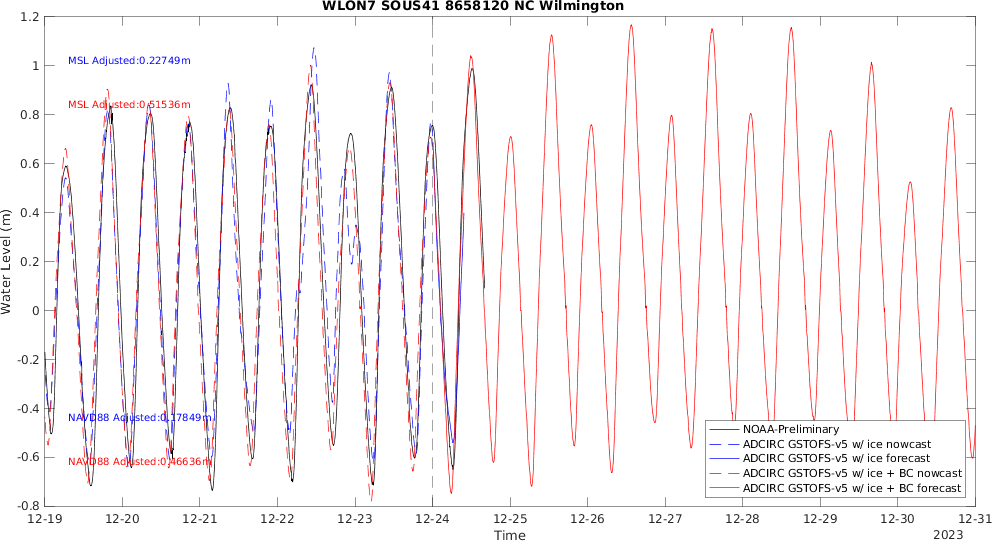 WLON7 SOUS41 8658120 NC Wilmington
1.2
1
0.8
0.6
0.4
0.2
0
-0.2
-0.4
-0.6
-0.8
Water Level (m)
MSL Adjusted:0.22749m
MSL Adjusted:0.51536m
NAVD88 Adjusted:0.17849m
NAVD88 Adjusted:0.46636m
NOAA-Preliminary
ADCIRC GSTOFS-v5 w/ ice nowcast
ADCIRC GSTOFS-v5 w/ ice forecast
ADCIRC GSTOFS-v5 w/ ice + BC nowcast
ADCIRC GSTOFS-v5 w/ ice + BC forecast
12-19 12-20 12-21 12-22 12-23 12-24 12-25 12-26 12-27 12-28 12-29 12-30 12-31
Time
2023